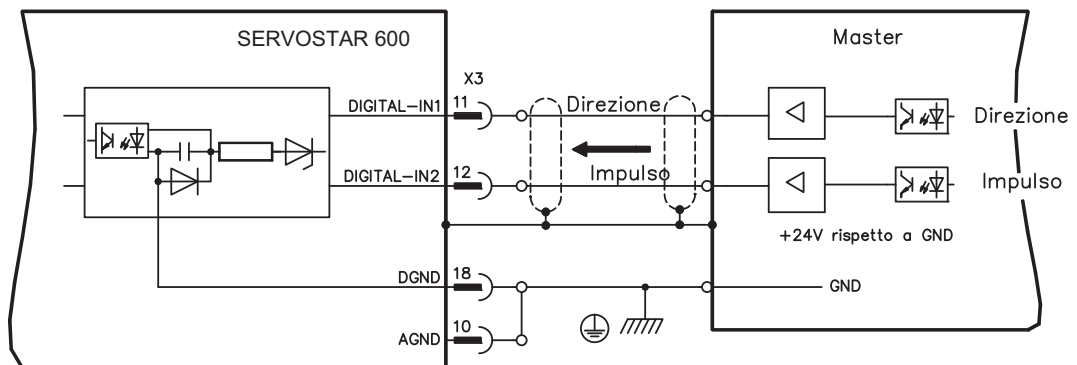 SERVOSTAR 600
Master
X3
DIGITAL-IN1
11
Direzione
Direzione
DIGITAL-IN2
12
Impulso
Impulso
+24V rispetto a GND
DGND
18
GND
AGND
10